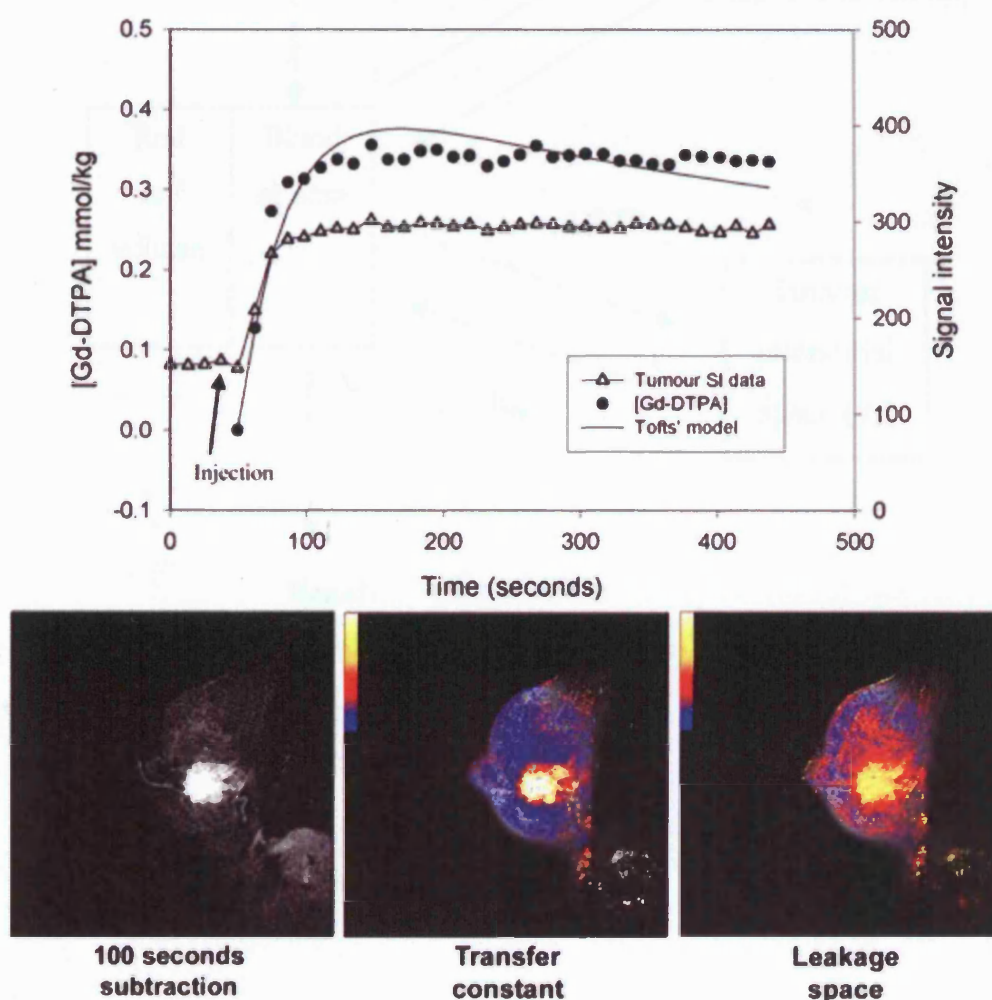 0.5
0.4
0.3
0.2
0.1
0.0
-0.1
[Gd-DTPA] mmol/kg
500
400
300
200
100
0
Signal intensity
Injection
Tumour SI data
[Gd-DTPA]
Tofts' model
0 100 200 300 400 500
Time (seconds)
100 seconds
subtraction
Transfer
constant
Leakage
space